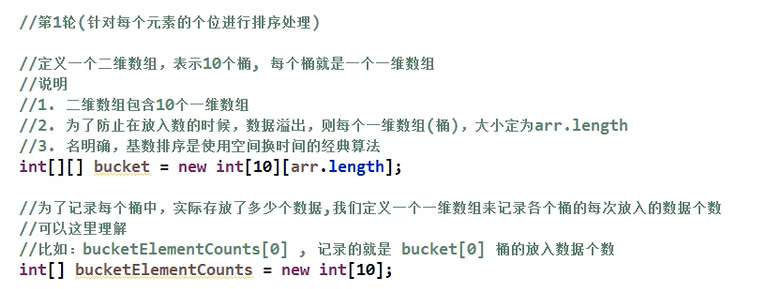 //第1轮(针对每个元素的个位进行排序处理)
//定义一个二维数组，表示10个桶, 每个桶就是一个一维数组
//说明
//1. 二维数组包含10个一维数组
//2. 为了防止在放入数的时候，数据溢出，则每个一维数组(桶)，大小定为arr.length
//3. 名明确，基数排序是使用空间换时间的经典算法
int[][] bucket = new int[10][arr.length];
//为了记录每个桶中，实际存放了多少个数据,我们定义一个一维数组来记录各个桶的每次放入的数据个数
//可以这里理解
//比如：bucketElementCounts[0] , 记录的就是 bucket[0] 桶的放入数据个数
int[] bucketElementCounts = new int[10];